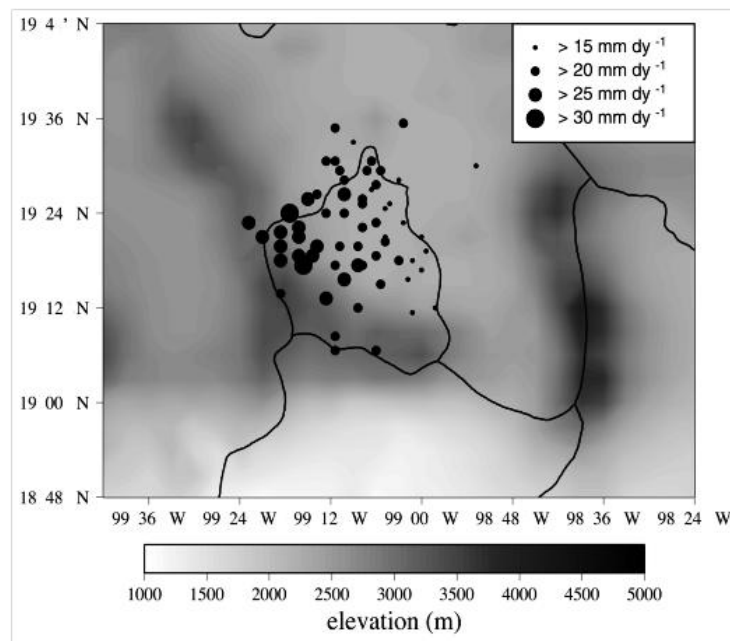 19 4 ' N
> 15 mm dy -1
> 20 mm dy -1
> 25 mm dy -1
> 30 mm dy -1
19 36 N
19 24 N
19 12 N
19 00 N
18 48 N
99 36 W 99 24 W 99 12 W 99 00 W 98 48 W 98 36 W 98 24 W
1000 1500 2000 2500 3000 3500 4000 4500 5000
elevation (m)